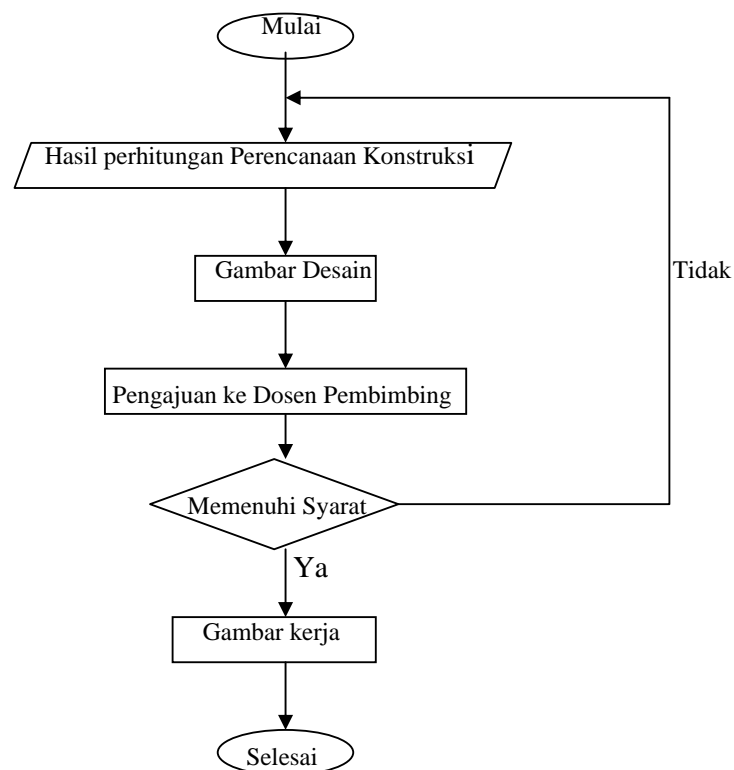 Mulai
Hasil perhitungan Perencanaan Konstruksi
Gambar Desain
Tidak
Pengajuan ke Dosen Pembimbing
Memenuhi Syarat
Ya
Gambar kerja
Selesai